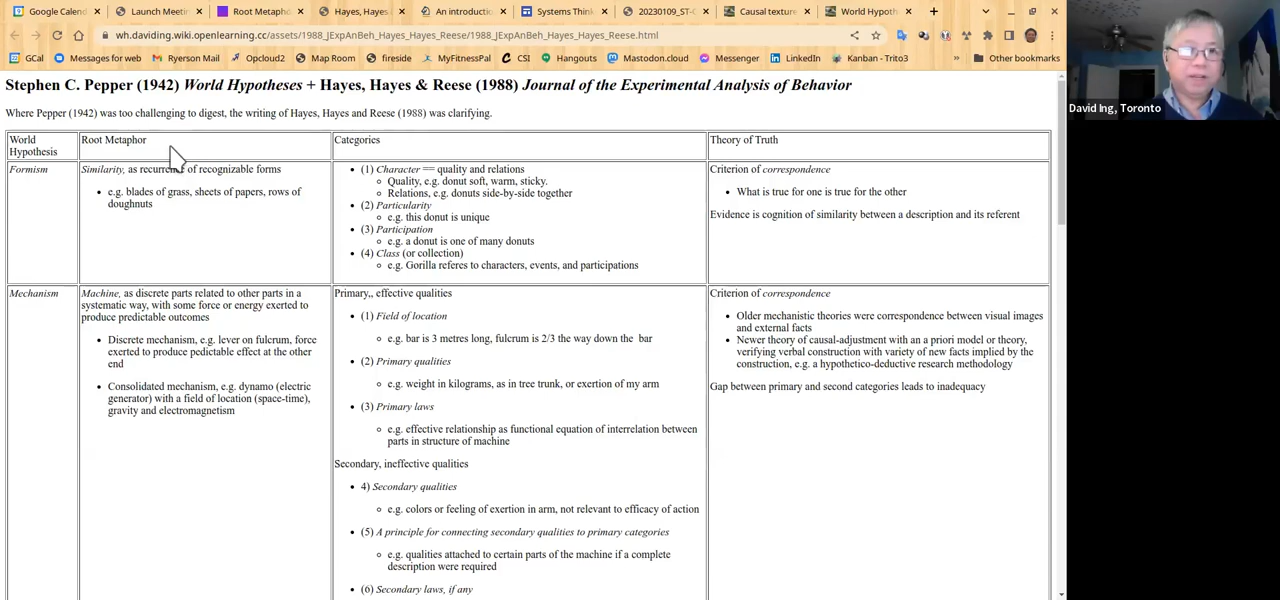 Google Calend
Launch Meeti
Root Metapho
Hayes, Hayes
An introductio
Systems Think
20230109_ST-O
Causal texture
World Hypoth
wh.daviding.wiki.openlearning.cc/assets/1988_JExpAnBeh_Hayes_Hayes_Reese/1988_JExpAnBeh_Hayes_Hayes_Reese.html
GCal
Messages for web
Ryerson Mail
Opcloud2
Map Room
fireside
MyFitnessPal
CSI
Hangouts
Mastodon.cloud
Messenger
LinkedIn
Kanban - Trito3
»
Other bookmarks
Stephen C. Pepper (1942) World Hypotheses + Hayes, Hayes & Reese (1988) Journal of the Experimental Analysis of Behavior
Where Pepper (1942) was too challenging to digest, the writing of Hayes, Hayes and Reese (1988) was clarifying.
World
Hypothesis
Root Metaphor
Categories
Theory of Truth
Formism
Similarity, as recurrence of recognizable forms
e.g. blades of grass, sheets of papers, rows of
doughnuts
(1) Character == quality and relations
Quality, e.g. donut soft, warm, sticky.
Relations, e.g. donuts side-by-side together
(2) Particularity
e.g. this donut is unique
(3) Participation
e.g. a donut is one of many donuts
(4) Class (or collection)
e.g. Gorilla referes to characters, events, and participations
Criterion of correspondence
What is true for one is true for the other
Evidence is cognition of similarity between a description and its referent
Mechanism
Machine, as discrete parts related to other parts in a
systematic way, with some force or energy exerted to
produce predictable outcomes
Discrete mechanism, e.g. lever on fulcrum, force
exerted to produce pedictable effect at the other
end
Consolidated mechanism, e.g. dynamo (electric
generator) with a field of location (space-time),
gravity and electromagnetism
Primary,, effective qualities
(1) Field of location
e.g. bar is 3 metres long, fulcrum is 2/3 the way down the bar
(2) Primary qualities
e.g. weight in kilograms, as in tree trunk, or exertion of my arm
(3) Primary laws
e.g. effective relationship as functional equation of interrelation between
parts in structure of machine
Secondary, ineffective qualities
4) Secondary qualities
e.g. colors or feeling of exertion in arm, not relevant to efficacy of action
(5) A principle for connecting secondary qualities to primary categories
e.g. qualities attached to certain parts of the machine if a complete
description were required
(6) Secondary laws, if any
Criterion of correspondence
Older mechanistic theories were correspondence between visual images
and external facts
Newer theory of causal-adjustment with an a priori model or theory,
verifying verbal construction with variety of new facts implied by the
construction, e.g. a hypothetico-deductive research methodology
Gap between primary and second categories leads to inadequacy
David Ing, Toronto